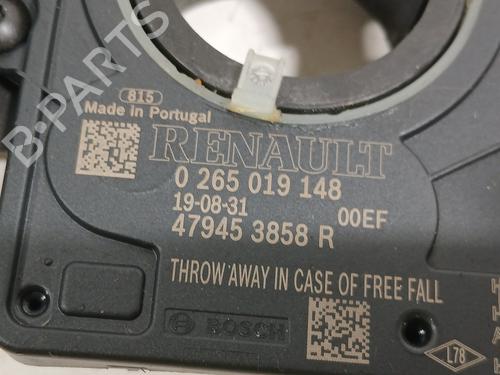 815
Made in Portugal
RENAULT
0 265 019 148
19-08-31 00EF
47945 3858 R
THROW AWAY IN CASE OF FREE FALL
BOSCH
L78
B-PARTS